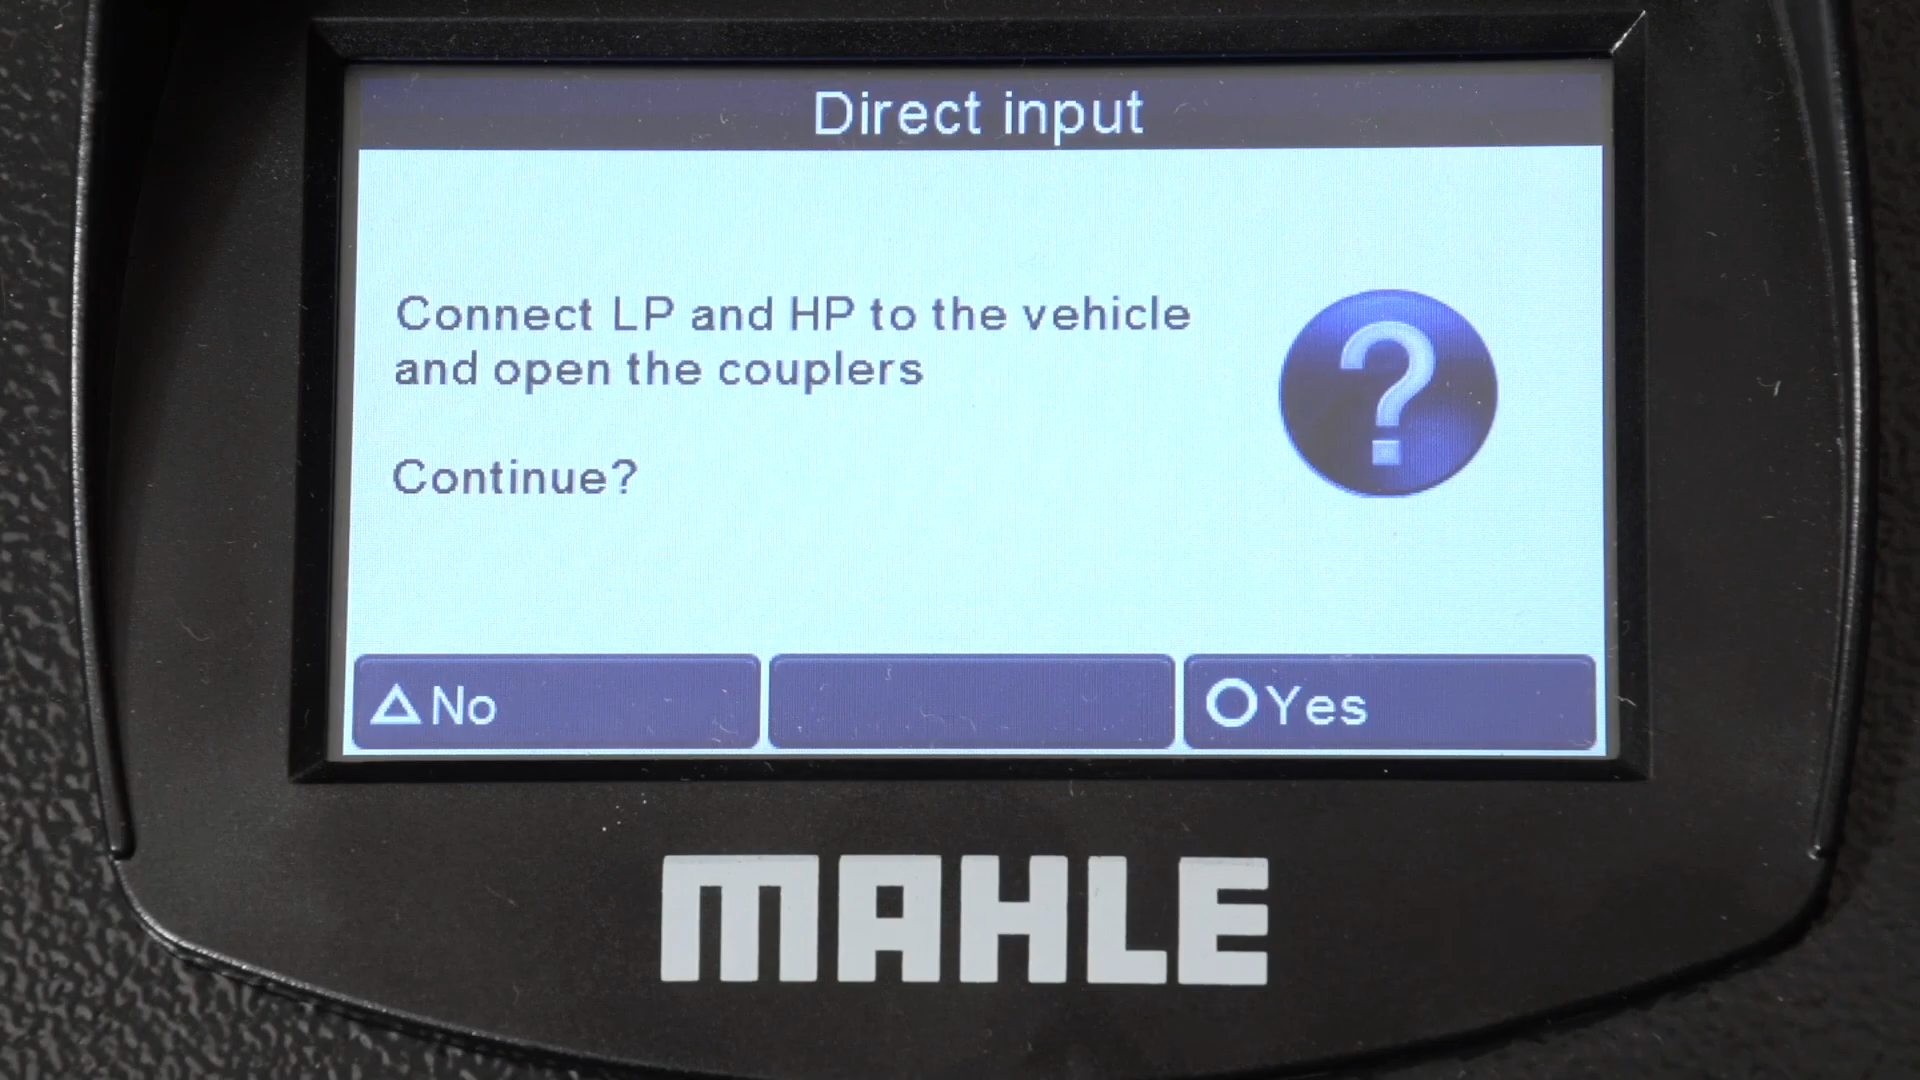 Direct input
Connect LP and HP to the vehicle
and open the couplers
Continue?
No
Yes
MAHLE